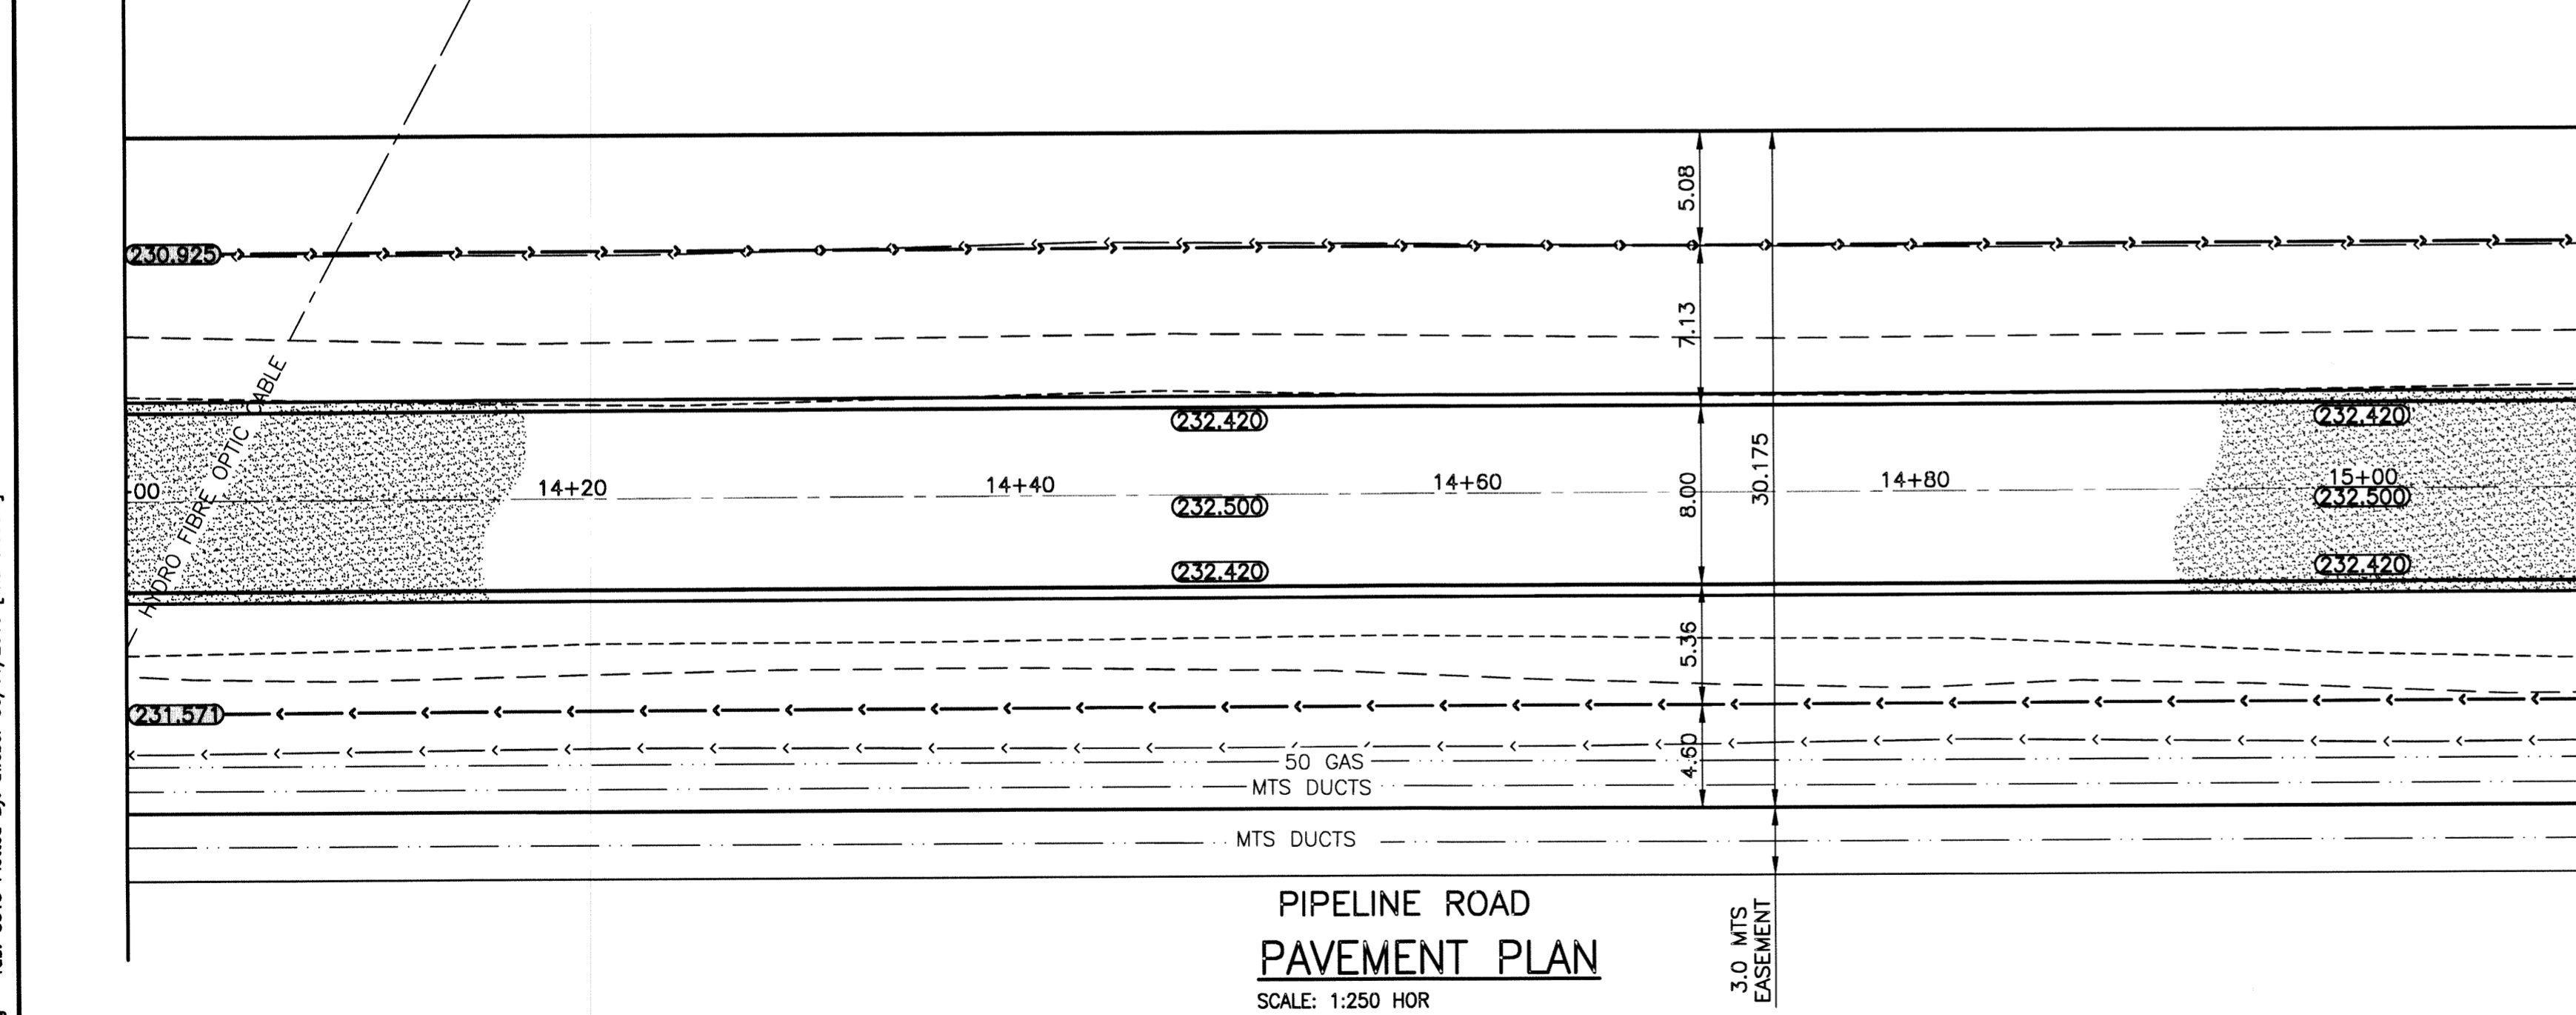 5.08
230.925
7.13
HYDRO FIBRE OPTIC CABLE
232.420
232.420
30.175
8.00
+00
14+20
14+40
14+60
14+80
15+00
232.500
232.500
232.420
232.420
5.36
231.571
4.60
50 GAS
MTS DUCTS
MTS DUCTS
PIPELINE ROAD
PAVEMENT PLAN
SCALE: 1:250 HOR
3.0 MTS
EASEMENT